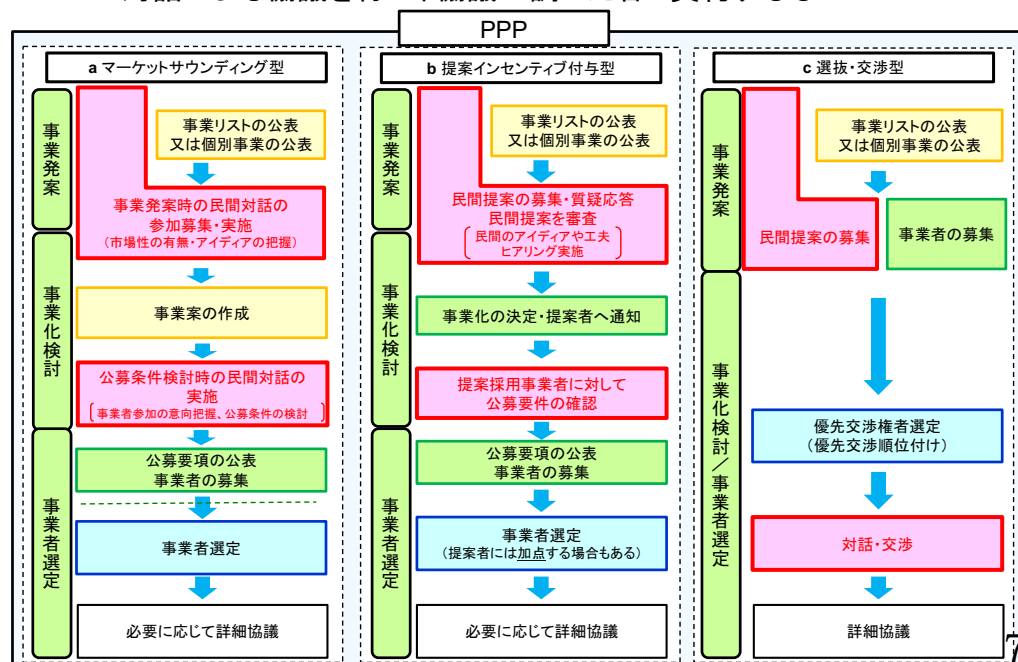 PPP
a マーケットサウンディング型
事業発案
事業リストの公表
又は個別事業の公表
事業発案時の民間対話の
参加募集・実施
(市場性の有無・アイディアの把握)
事業化検討
事業案の作成
公募条件検討時の民間対話の
実施
事業者参加の意向把握、公募条件の検討
事業者選定
公募要項の公表
事業者の募集
事業者選定
必要に応じて詳細協議
b 提案インセンティブ付与型
事業発案
事業リストの公表
又は個別事業の公表
民間提案の募集・質疑応答
民間提案を審査
民間のアイディアや工夫
ヒアリング実施
事業化検討
事業化の決定・提案者へ通知
提案採用事業者に対して
公募要件の確認
事業者選定
公募要項の公表
事業者の募集
事業者選定
(提案者には加点する場合もある)
必要に応じて詳細協議
c 選抜・交渉型
事業発案
事業リストの公表
又は個別事業の公表
民間提案の募集
事業者の募集
事業化検討／事業者選定
優先交渉権者選定
(優先交渉順位付け)
対話・交渉
詳細協議
7